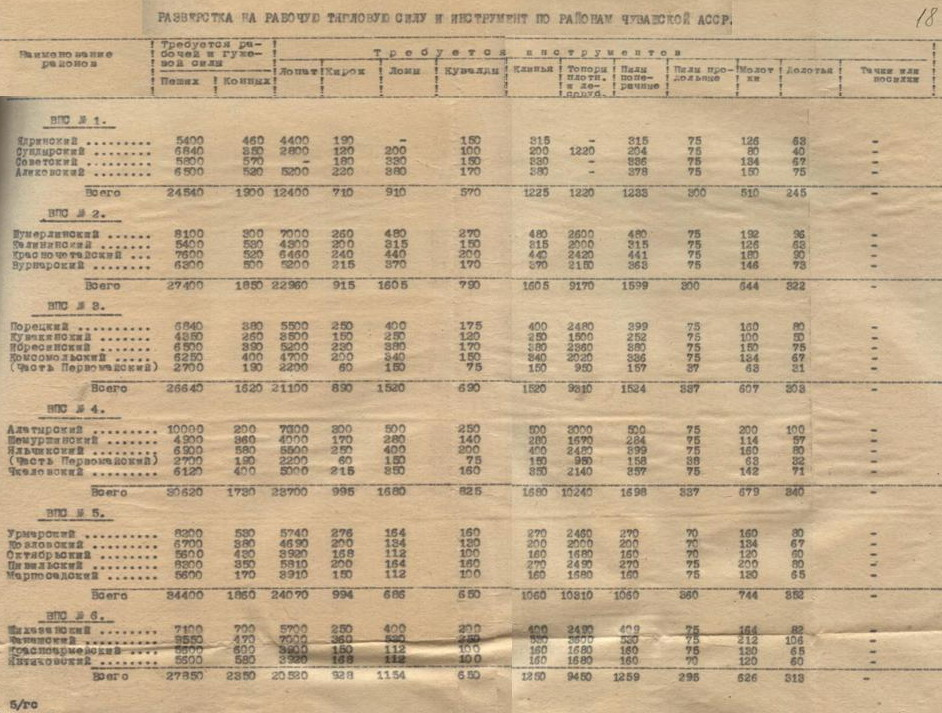 18
РАЗВЕРСТКА НА РАБОЧУЮ ТЯГЛОВУЮ СИЛУ И ИНСТРУМЕНТ ПО РАЙОНАМ ЧУВАШСКОЙ АССР.
Наименование районов Требуется рабочей и гужевой силы Требуется инструментов
Пеших Конных Лопат Кирок Ломы Кувалды Клинья Топоры плотн. и лесоруб. Пилы поперечные Пилы продольные Молотки Долотья Тачки или носилки
ВПС № 1.
Ядринский ......... 5400 460 4400 190 - 150 315 - 315 75 126 63 -
Сундырский ........ 6840 350 2800 120 200 100 200 1220 204 75 80 40 -
Советский ......... 5800 570 - 180 330 150 330 - 336 75 134 67 -
Аликовский ........ 6500 520 5200 220 380 170 380 - 378 75 150 75 -
Всего 24540 1900 12400 710 910 570 1225 1220 1233 300 510 245 -
ВПС № 2.
Шумерлинский ...... 8100 300 7000 260 480 270 480 2600 480 75 192 96 -
Калининский ....... 5400 530 4300 200 315 150 315 2000 315 75 126 63 -
Красночетайский ... 7600 520 6460 240 440 200 440 2420 441 75 180 90 -
Вурнарский ........ 6300 500 5200 215 370 170 370 2150 363 75 146 73 -
Всего 27400 1850 22960 915 1605 790 1605 9170 1599 300 644 322 -
ВПС № 3.
Порецкий .......... 6840 380 5500 250 400 175 400 2480 399 75 160 80 -
Кувакинский ....... 4350 260 3500 150 250 120 250 1500 252 75 100 50 -
Ибресинский ....... 6500 390 5200 230 380 170 380 2360 380 75 150 75 -
Комсомольский ..... 6250 400 4700 200 340 150 340 2020 336 75 134 67 -
(Часть Первомайский) 2700 190 2200 60 150 75 150 950 157 37 63 31 -
Всего 26640 1620 21100 890 1520 690 1520 9310 1524 337 607 303 -
ВПС № 4.
Алатырский ........ 10000 200 7000 300 500 250 500 3000 500 75 200 100 -
Шемуршинский ...... 4900 360 4000 170 280 140 280 1670 284 75 114 57 -
Яльчикский ........ 6900 580 5500 250 400 200 400 2480 399 75 160 80 -
(Часть Первомайский) 2700 190 2200 60 150 75 150 950 158 38 63 32 -
Чкаловский ........ 6120 400 5000 215 350 160 350 2140 357 75 142 71 -
Всего 30620 1730 23700 995 1680 825 1680 10240 1698 337 679 340 -
ВПС № 5.
Урмарский ......... 8200 530 5740 276 164 160 270 2460 270 70 160 80 -
Козловский ........ 6700 380 4690 200 134 130 200 2000 200 70 134 67 -
Октябрьский ....... 5600 430 3920 168 112 100 160 1680 160 70 120 60 -
Цивильский ........ 8300 350 5810 200 164 160 270 2490 270 75 200 80 -
Марпосадский ...... 5600 170 3910 150 112 100 160 1680 160 75 130 65 -
Всего 34400 1860 24070 994 686 650 1060 10310 1060 360 744 352 -
ВПС № 6.
Шихазанский ....... 7100 700 5700 250 400 200 400 2490 409 75 164 82 -
Чебокс 470 7000 360 530 3600 530 75 212 106 -
Красноармейский ... 5600 600 150 112 100 160 1680 160 75 130 65 -
Янтиковский ....... 5600 580 3920 168 112 100 160 1680 160 70 120 60 -
Всего 27850 2350 20520 928 1154 650 1250 9450 1259 295 626 313 -
5/гс